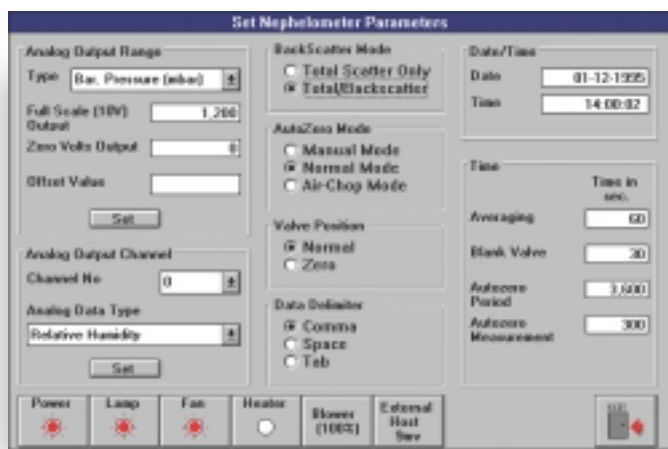 Set Nephelometer Parameters
Analog Output Range
Type Bar. Pressure (mbar)
Full Scale (10V)
Output
1,200
Zero Volts Output 0
Offset Value
Set
Analog Output Channel
Channel No 0
Analog Data Type
Relative Humidity
Set
BackScatter Mode
Total Scatter Only
Total/Backscatter
AutoZero Mode
Manual Mode
Normal Mode
Air-Chop Mode
Valve Position
Normal
Zero
Data Delimiter
Comma
Space
Tab
Date/Time
Date 01-12-1995
Time 14:00:02
Time
Time in
sec.
Averaging 60
Blank Valve 30
Autozero
Period
3,600
Autozero
Measurement
300
Power
Lamp
Fan
Heater
Blower
(100%)
External
Host